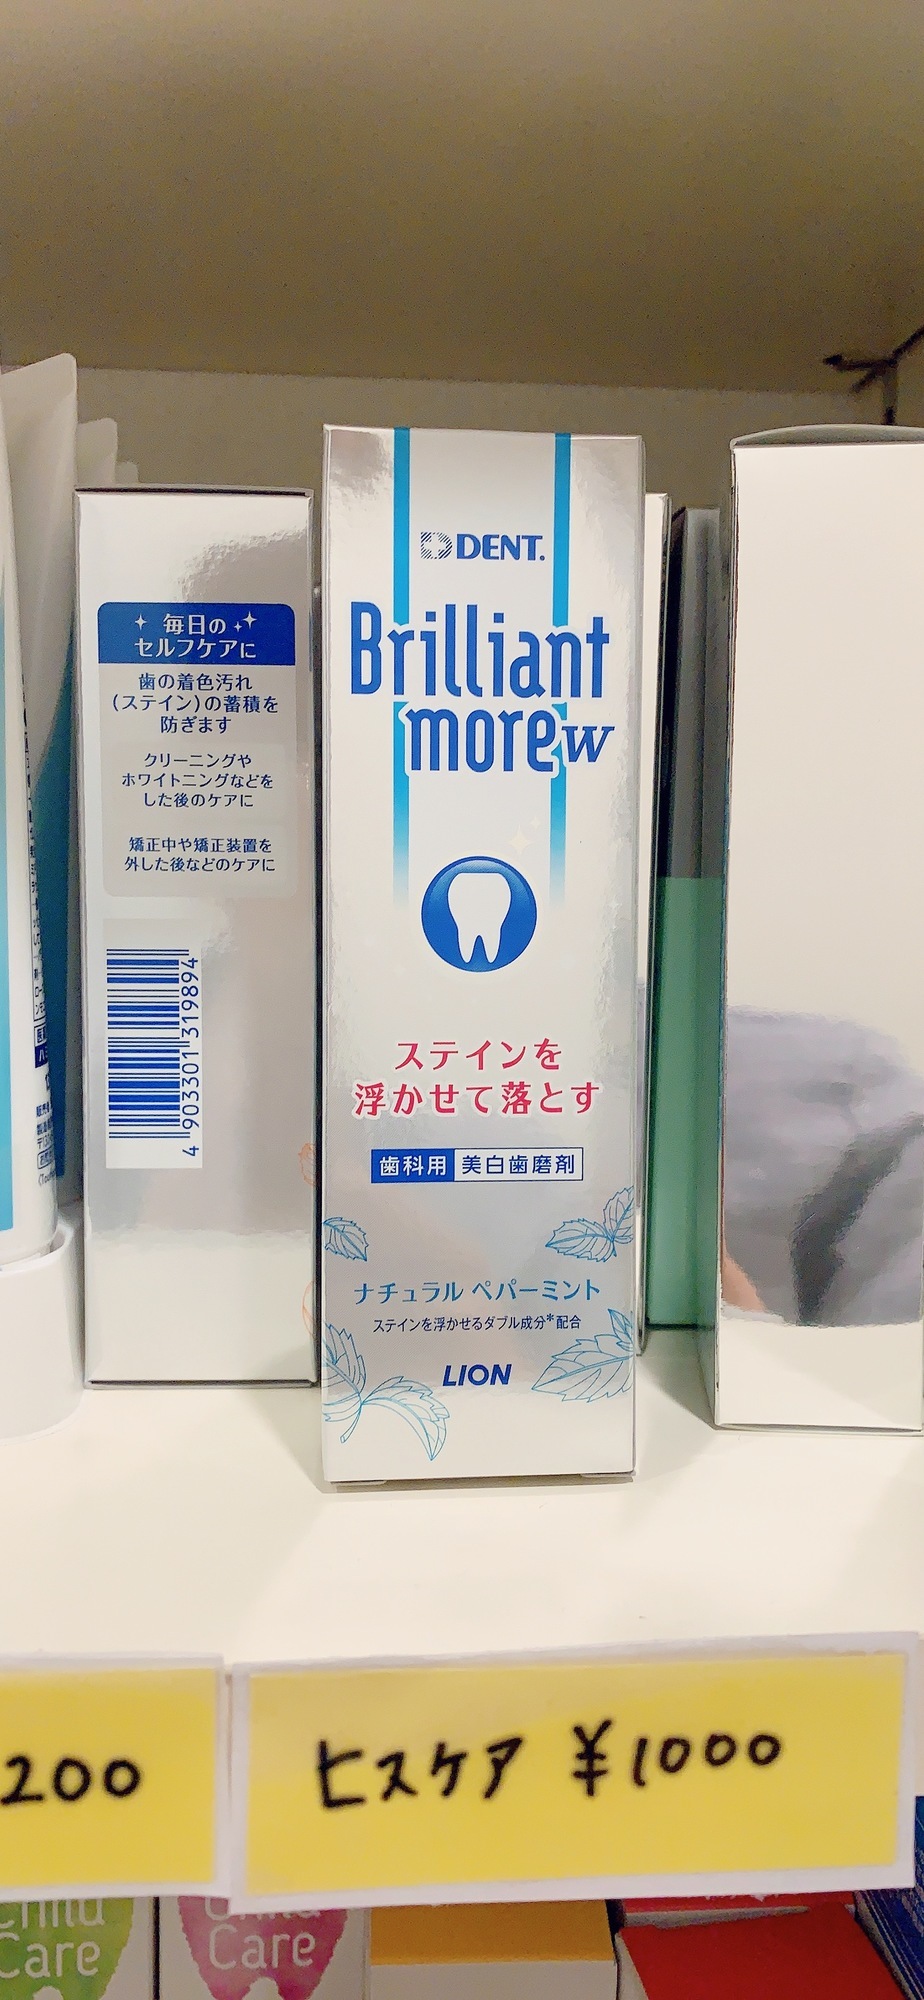 毎日の
セルフケアに
歯の着色汚れ
(ステイン)の蓄積を
防ぎます
クリーニングや
ホワイトニングなどを
した後のケアに
矯正中や矯正装置を
外した後などのケアに
4 903301 319894
DENT.
Brilliant
more w
ステインを
浮かせて落とす
歯科用 美白歯磨剤
ナチュラル ペパーミント
ステインを浮かせるダブル成分*配合
LION
200
ヒスケア ¥1000
Child
Care
Child
Care